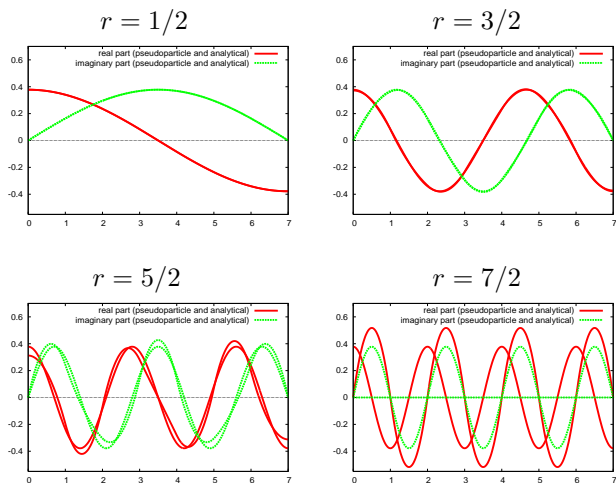 r = 1/2
real part (pseudoparticle and analytical)
imaginary part (pseudoparticle and analytical)
0.6
0.4
0.2
0
-0.2
-0.4
0 1 2 3 4 5 6 7
r = 3/2
real part (pseudoparticle and analytical)
imaginary part (pseudoparticle and analytical)
0.6
0.4
0.2
0
-0.2
-0.4
0 1 2 3 4 5 6 7
r = 5/2
real part (pseudoparticle and analytical)
imaginary part (pseudoparticle and analytical)
0.6
0.4
0.2
0
-0.2
-0.4
0 1 2 3 4 5 6 7
r = 7/2
real part (pseudoparticle and analytical)
imaginary part (pseudoparticle and analytical)
0.6
0.4
0.2
0
-0.2
-0.4
0 1 2 3 4 5 6 7